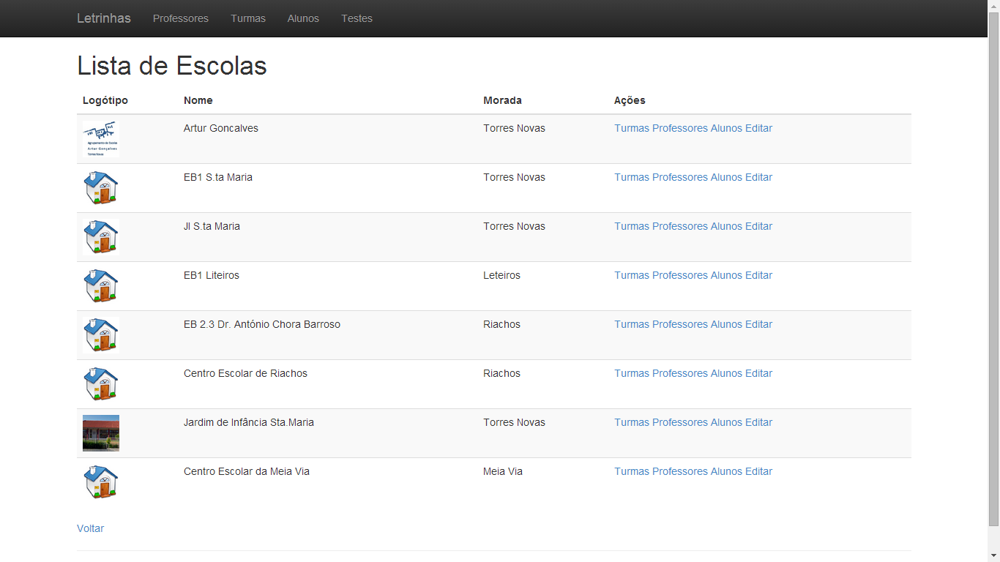 Letrinhas Professores Turmas Alunos Testes
Lista de Escolas
Logótipo Nome Morada Ações
Agrupamento de Escolas
Artur Gonçalves
Torres Novas
Artur Goncalves Torres Novas Turmas Professores Alunos Editar
EB1 S.ta Maria Torres Novas Turmas Professores Alunos Editar
JI S.ta Maria Torres Novas Turmas Professores Alunos Editar
EB1 Liteiros Leteiros Turmas Professores Alunos Editar
EB 2.3 Dr. António Chora Barroso Riachos Turmas Professores Alunos Editar
Centro Escolar de Riachos Riachos Turmas Professores Alunos Editar
Jardim de Infância Sta.Maria Torres Novas Turmas Professores Alunos Editar
Centro Escolar da Meia Via Meia Via Turmas Professores Alunos Editar
Voltar